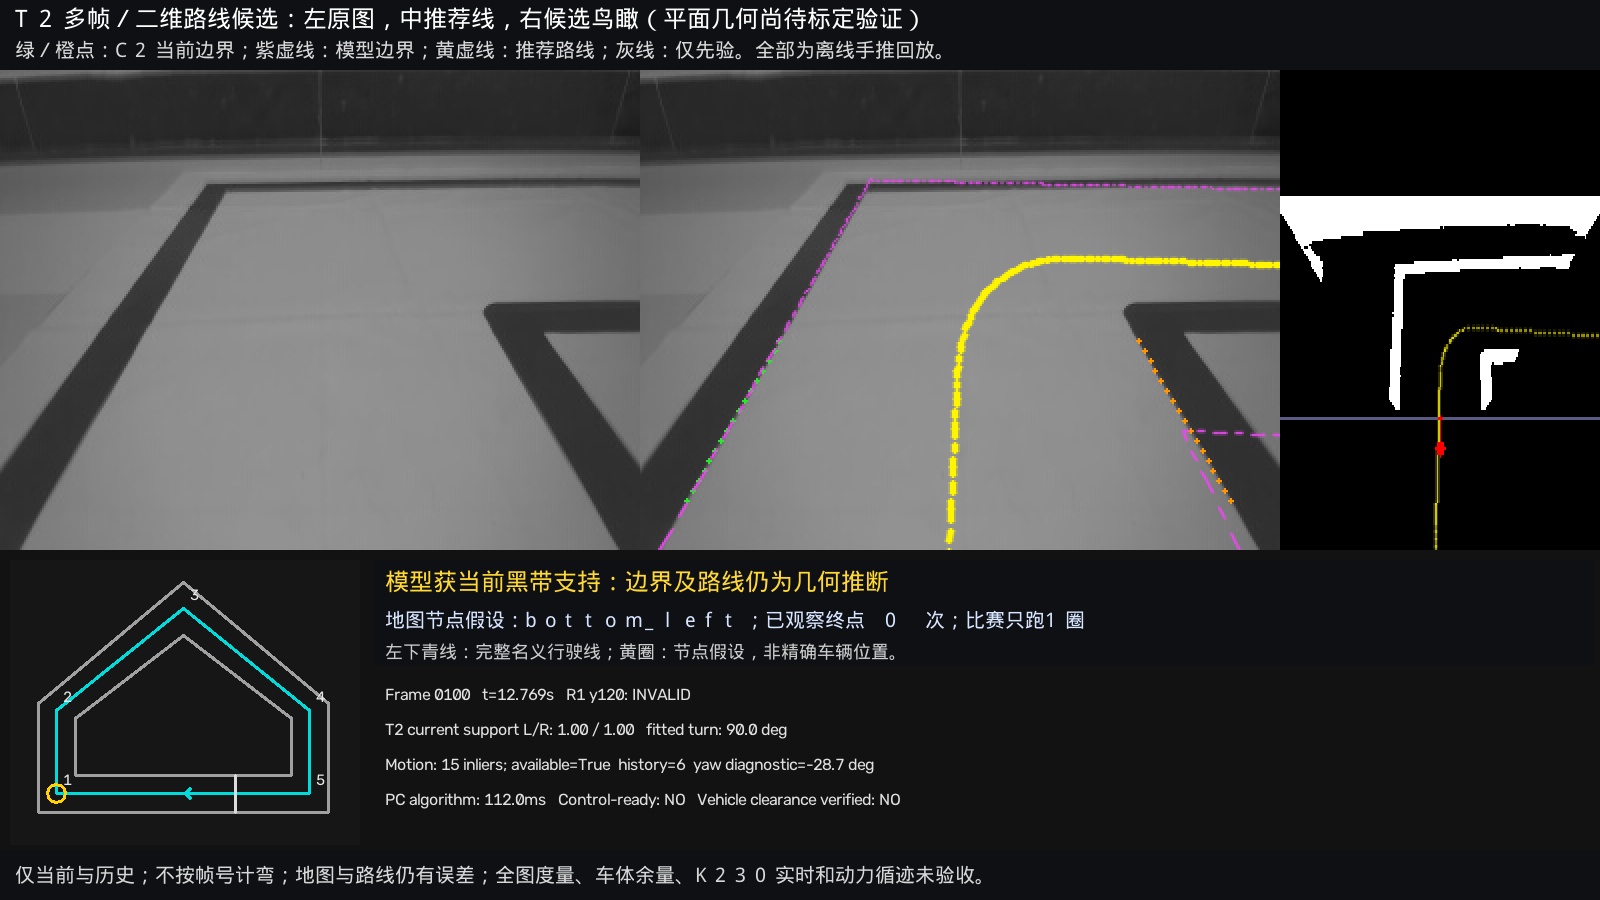 T 2 多帧 / 二维路线候选：左原图，中推荐线，右候选鸟瞰（平面几何尚待标定验证）
绿 / 橙点：C 2 当前边界；紫虚线：模型边界；黄虚线：推荐路线；灰线：仅先验。全部为离线手推回放。
模型获当前黑带支持：边界及路线仍为几何推断
地图节点假设：bottom_left；已观察终点 0 次；比赛只跑1 圈
左下青线：完整名义行驶线；黄圈：节点假设，非精确车辆位置。
Frame 0100 t=12.769s R1 y120: INVALID
T2 current support L/R: 1.00 / 1.00 fitted turn: 90.0 deg
Motion: 15 inliers; available=True history=6 yaw diagnostic=-28.7 deg
PC algorithm: 112.0ms Control-ready: NO Vehicle clearance verified: NO
3
2
4
1
5
仅当前与历史；不按帧号计弯；地图与路线仍有误差；全图度量、车体余量、K 2 3 0 实时和动力循迹未验收。